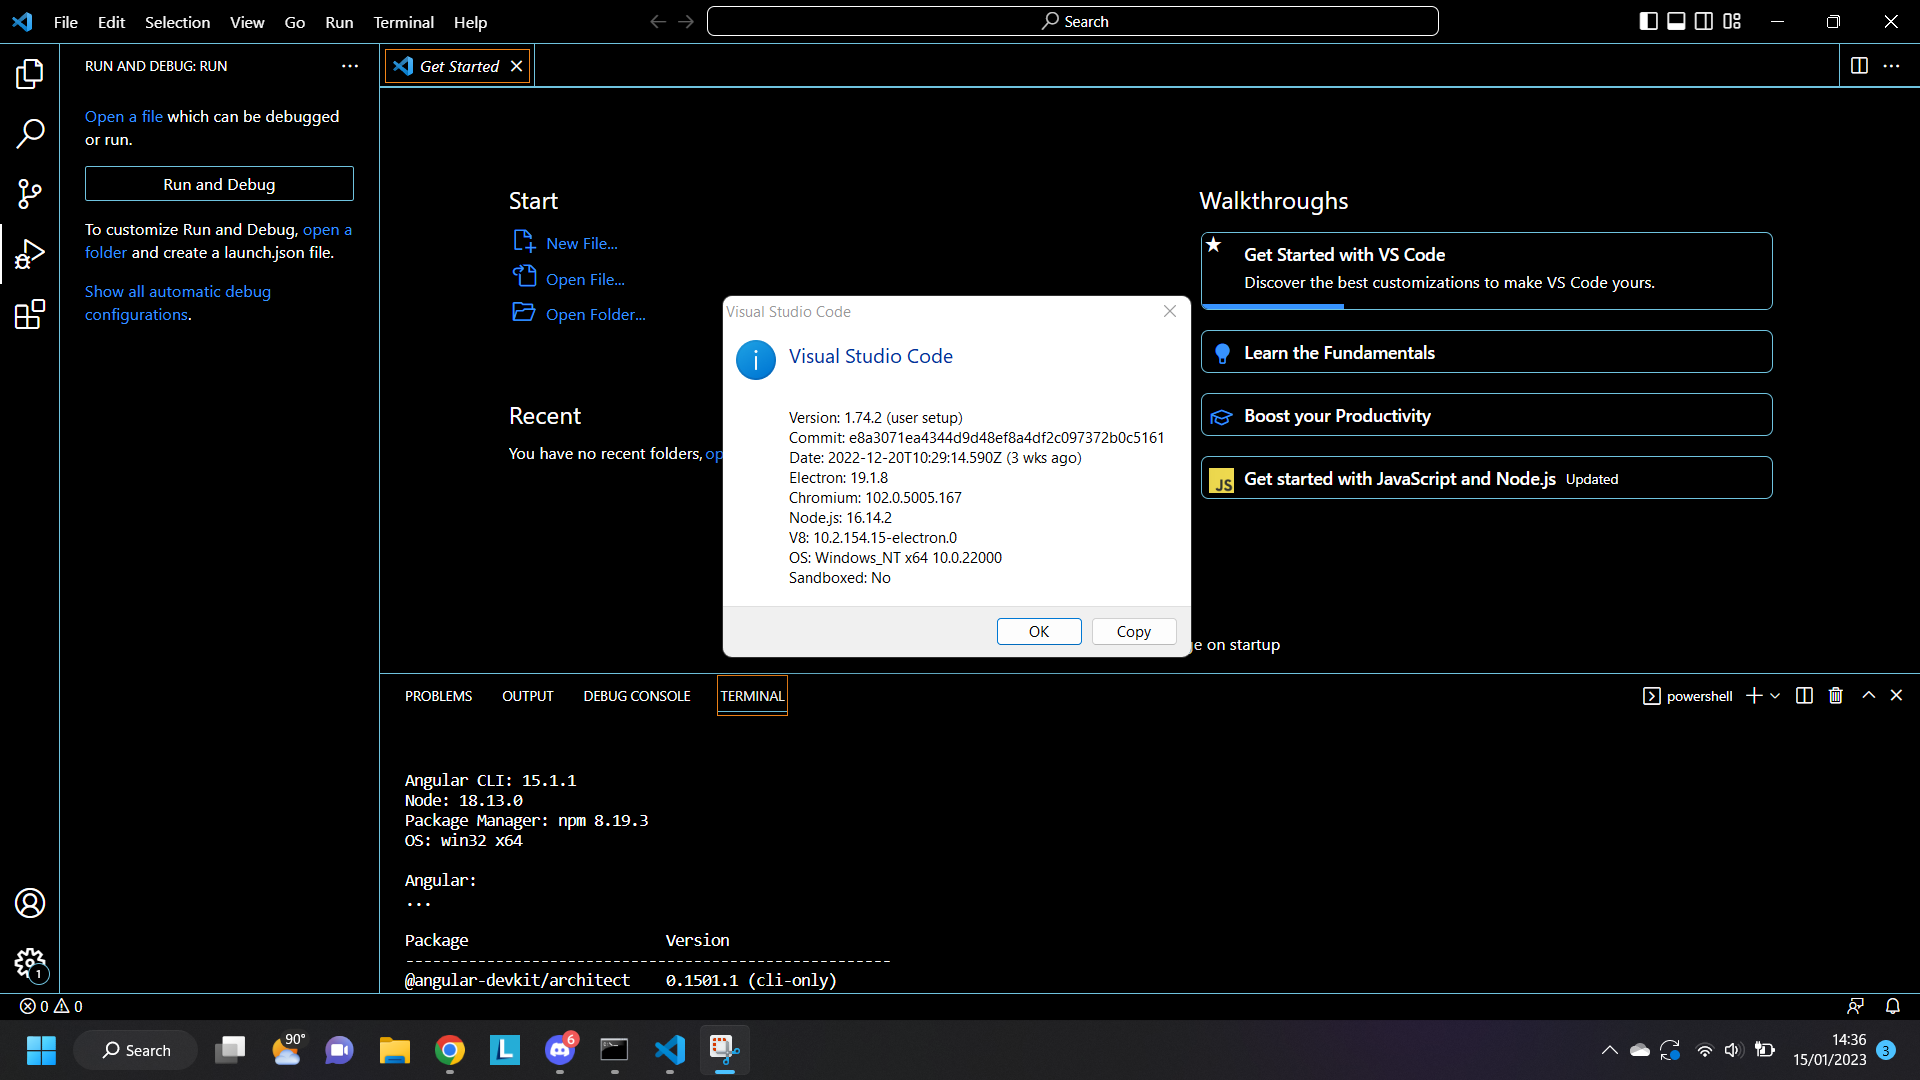 File Edit Selection View Go Run Terminal Help
Search
RUN AND DEBUG: RUN
Get Started
Open a file which can be debugged
or run.
Run and Debug
To customize Run and Debug, open a
folder and create a launch.json file.
Show all automatic debug
configurations.
Start
New File...
Open File...
Open Folder...
Recent
You have no recent folders, op
Walkthroughs
Get Started with VS Code
Discover the best customizations to make VS Code yours.
Learn the Fundamentals
Boost your Productivity
JS Get started with JavaScript and Node.js Updated
on startup
Visual Studio Code
Visual Studio Code
Version: 1.74.2 (user setup)
Commit: e8a3071ea4344d9d48ef8a4df2c097372b0c5161
Date: 2022-12-20T10:29:14.590Z (3 wks ago)
Electron: 19.1.8
Chromium: 102.0.5005.167
Node.js: 16.14.2
V8: 10.2.154.15-electron.0
OS: Windows_NT x64 10.0.22000
Sandboxed: No
OK Copy
PROBLEMS OUTPUT DEBUG CONSOLE TERMINAL
powershell
Angular CLI: 15.1.1
Node: 18.13.0
Package Manager: npm 8.19.3
OS: win32 x64
Angular:
...
Package Version
------------------------------------------------------
@angular-devkit/architect 0.1501.1 (cli-only)
1
0 0
Search
90°
L
6
14:36
15/01/2023
3